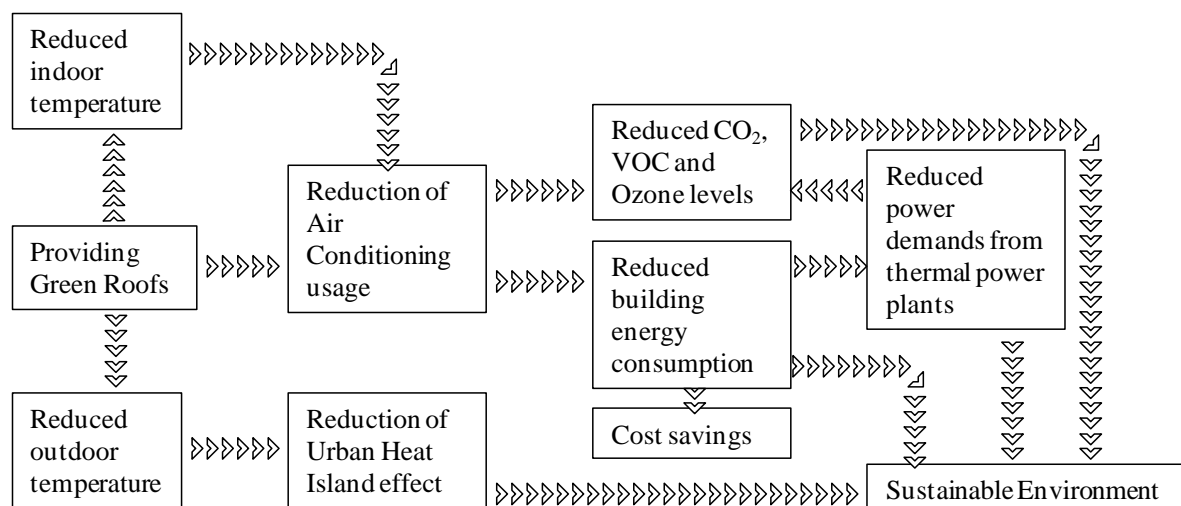 Reduced
indoor
temperature
Providing
Green Roofs
Reduced
outdoor
temperature
Reduction of
Air
Conditioning
usage
Reduction of
Urban Heat
Island effect
Reduced CO₂,
VOC and
Ozone levels
Reduced
building
energy
consumption
Cost savings
Reduced
power
demands from
thermal power
plants
Sustainable Environment